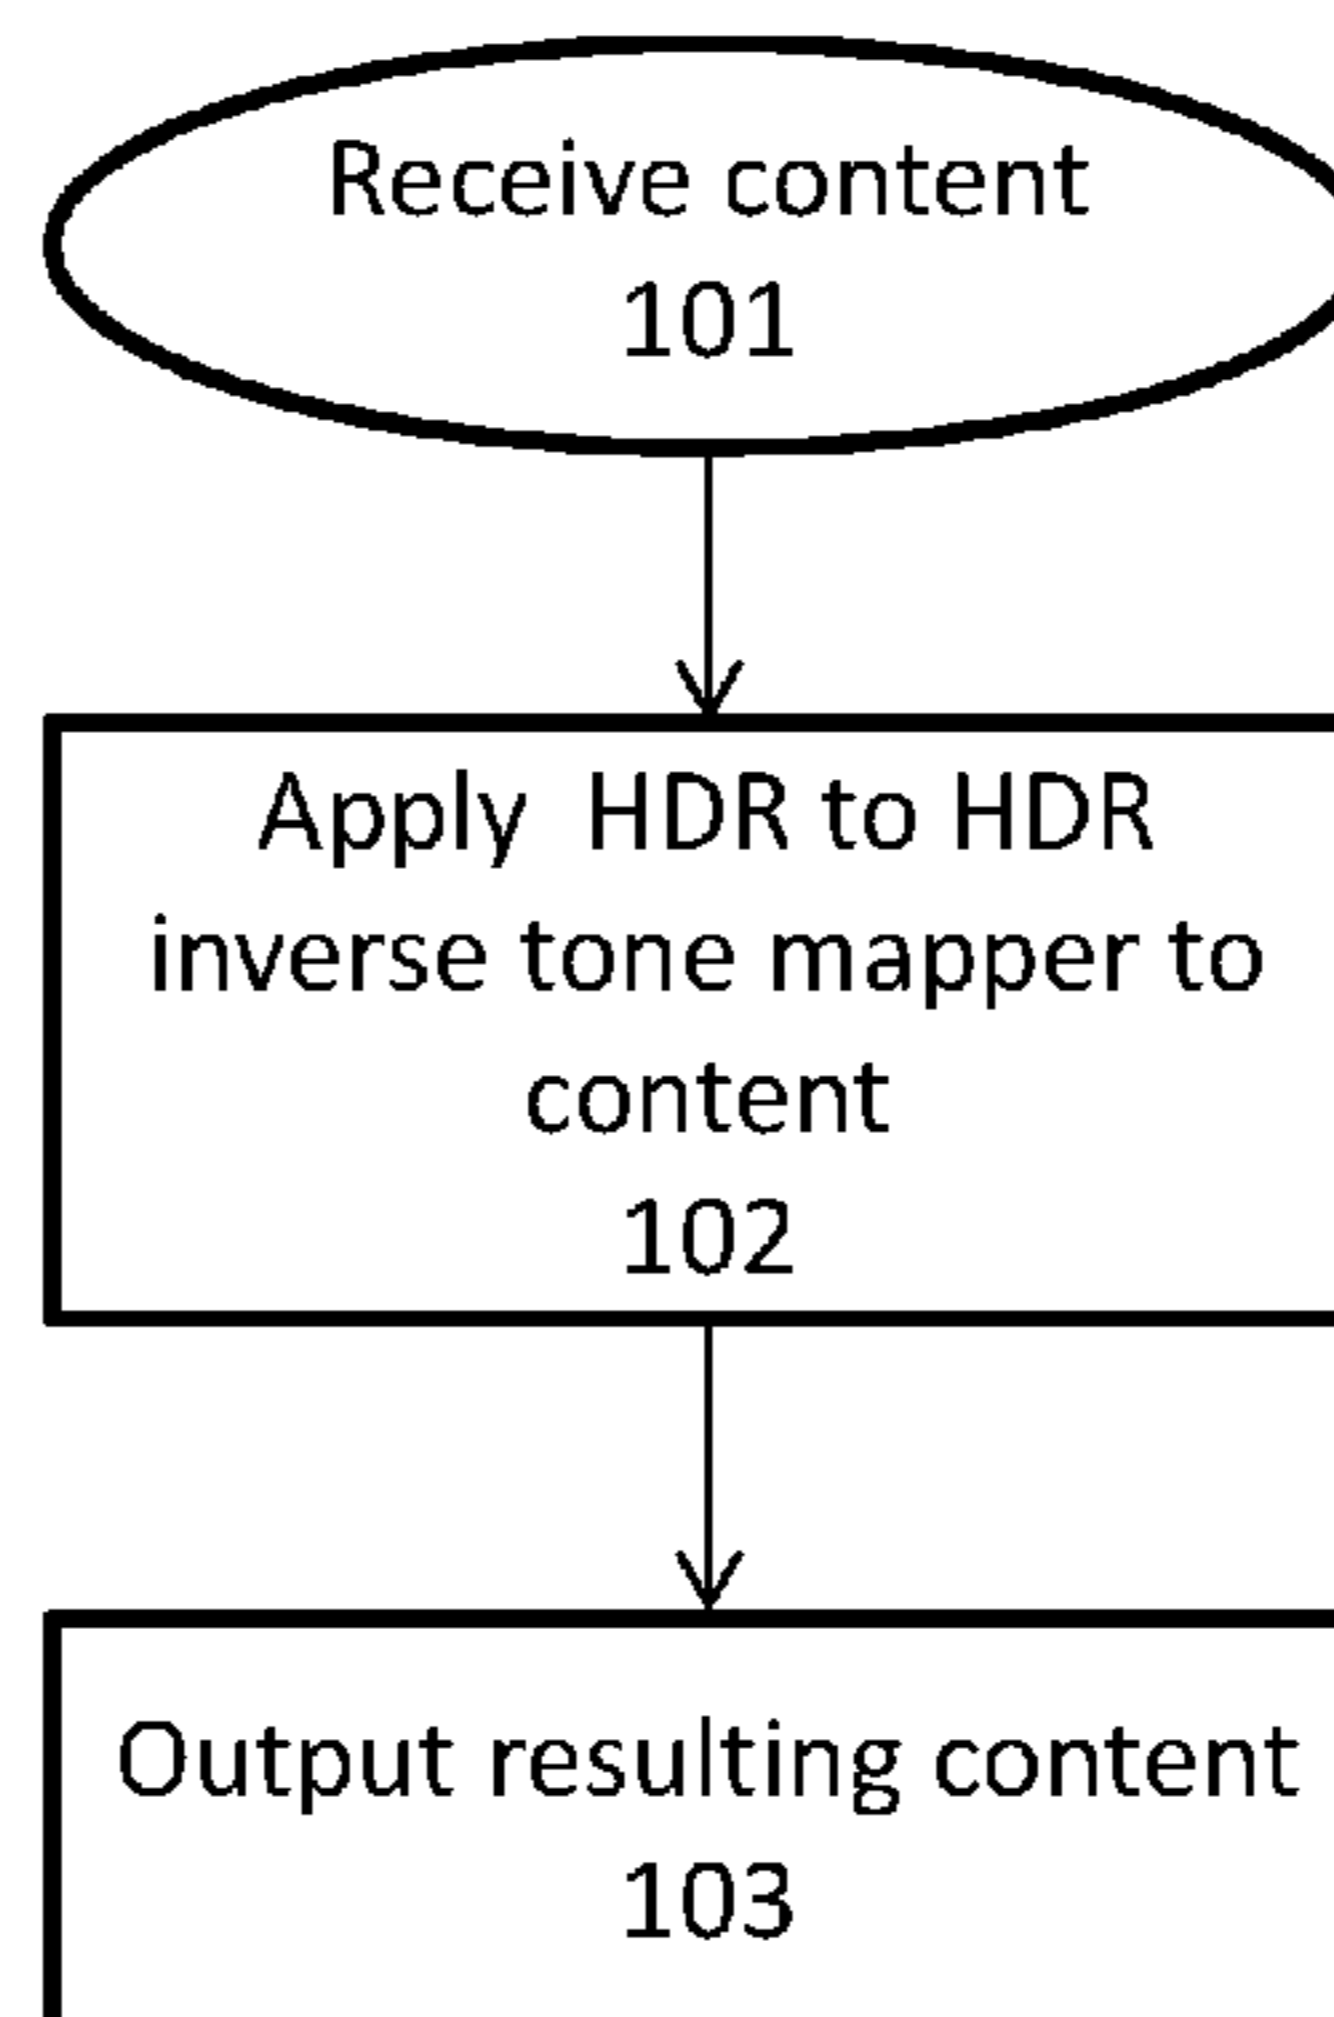 Receive content
101
Apply HDR to HDR
inverse tone mapper to
content
102
Output resulting content
103